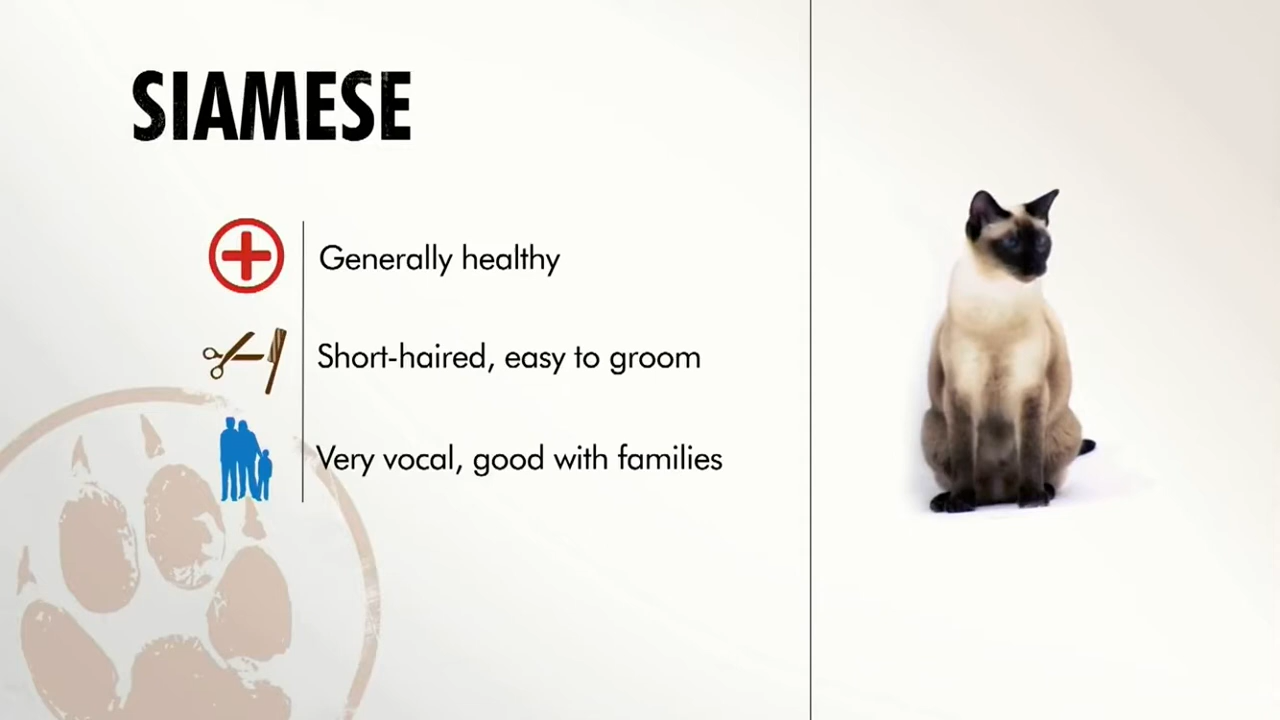 SIAMESE
Generally healthy
Short-haired, easy to groom
Very vocal, good with families